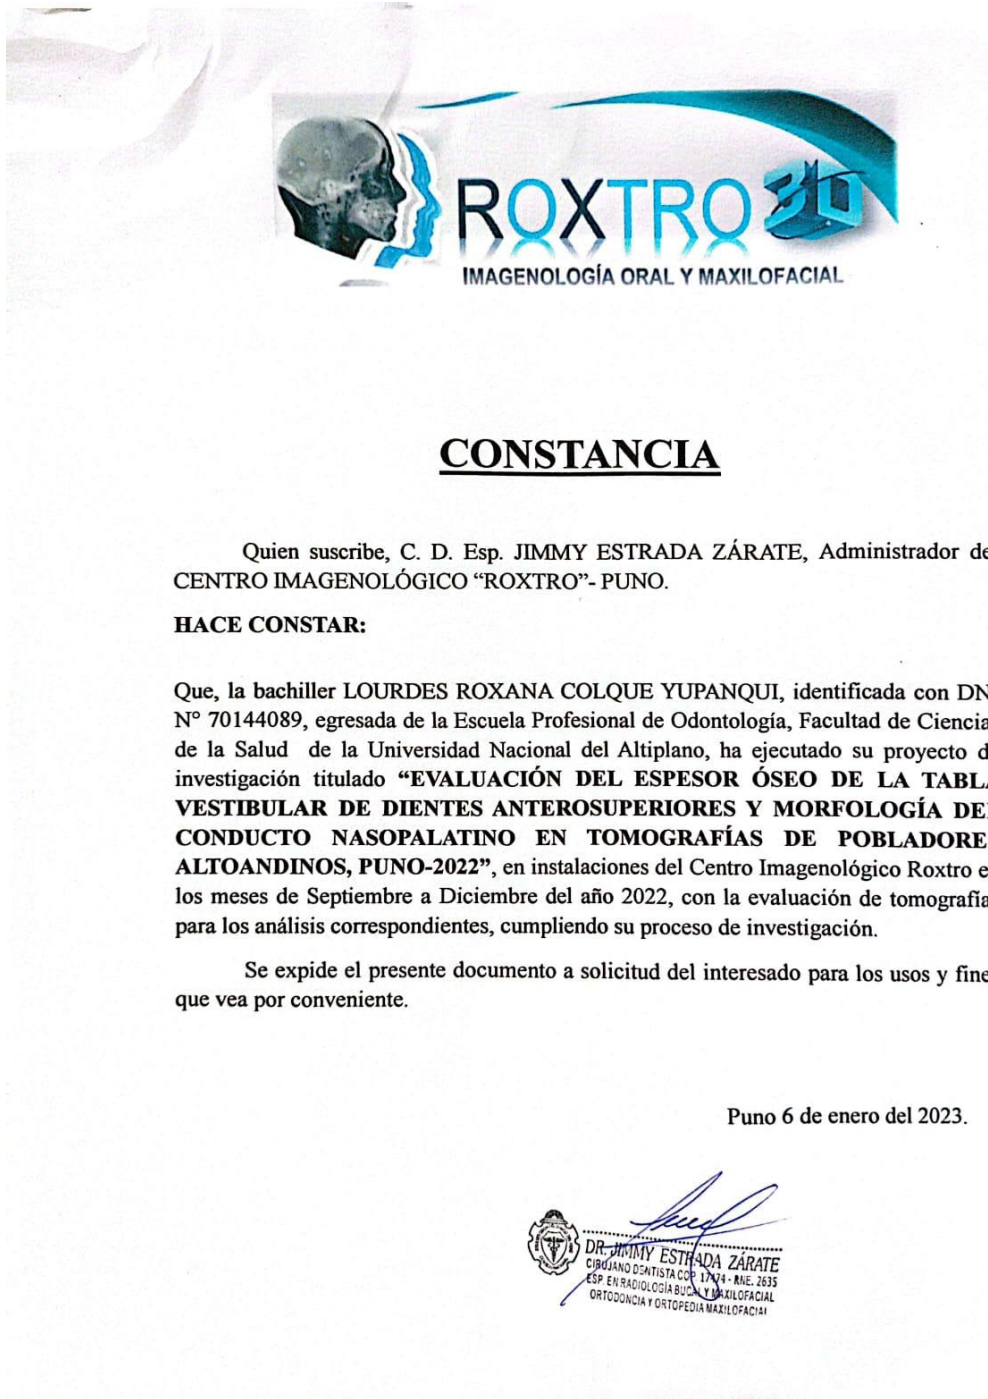 ROXTRO 3D
IMAGENOLOGÍA ORAL Y MAXILOFACIAL
CONSTANCIA
Quien suscribe, C. D. Esp. JIMMY ESTRADA ZÁRATE, Administrador de
CENTRO IMAGENOLÓGICO “ROXTRO”- PUNO.
HACE CONSTAR:
Que, la bachiller LOURDES ROXANA COLQUE YUPANQUI, identificada con DN
N° 70144089, egresada de la Escuela Profesional de Odontología, Facultad de Ciencia
de la Salud de la Universidad Nacional del Altiplano, ha ejecutado su proyecto d
investigación titulado “EVALUACIÓN DEL ESPESOR ÓSEO DE LA TABL
VESTIBULAR DE DIENTES ANTEROSUPERIORES Y MORFOLOGÍA DE
CONDUCTO NASOPALATINO EN TOMOGRAFÍAS DE POBLADORE
ALTOANDINOS, PUNO-2022”, en instalaciones del Centro Imagenológico Roxtro e
los meses de Septiembre a Diciembre del año 2022, con la evaluación de tomografía
para los análisis correspondientes, cumpliendo su proceso de investigación.
Se expide el presente documento a solicitud del interesado para los usos y fine
que vea por conveniente.
Puno 6 de enero del 2023.
DR. JIMMY ESTRADA ZÁRATE
CIRUJANO DENTISTA COP. 17474 - RNE. 2635
ESP. EN RADIOLOGÍA BUCAL Y MAXILOFACIAL
ORTODONCIA Y ORTOPEDIA MAXILOFACIAL